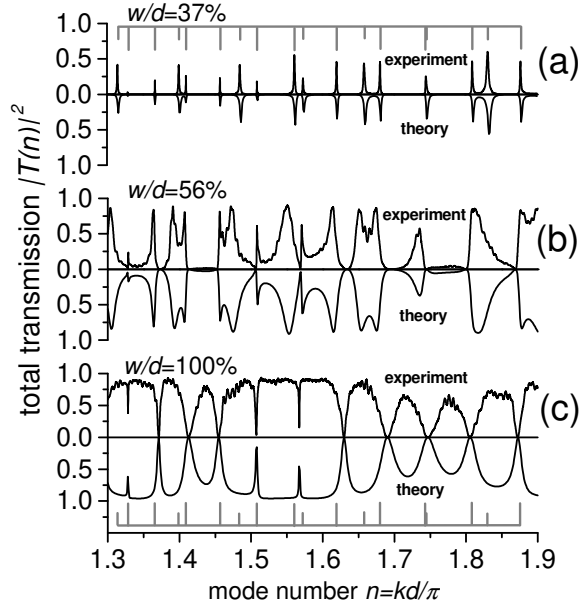 w/d=37%
1.0
0.5
0.0
0.5
1.0
experiment
theory
(a)
w/d=56%
1.0
0.5
0.0
0.5
1.0
experiment
theory
(b)
w/d=100%
1.0
0.5
0.0
0.5
1.0
experiment
theory
(c)
total transmission |T(n)|²
1.3 1.4 1.5 1.6 1.7 1.8 1.9
mode number n=kd/π